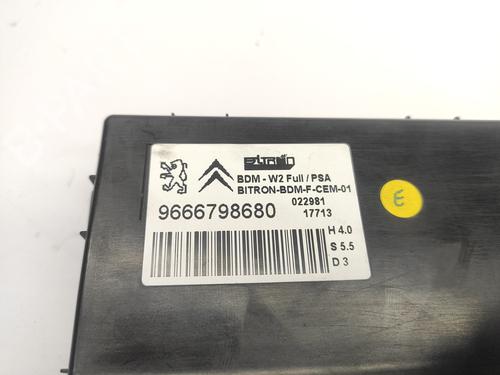 BITRON
BDM - W2 Full / PSA
BITRON-BDM-F-CEM-01
022981
9666798680 17713
H 4.0
S 5.5
D 3
E